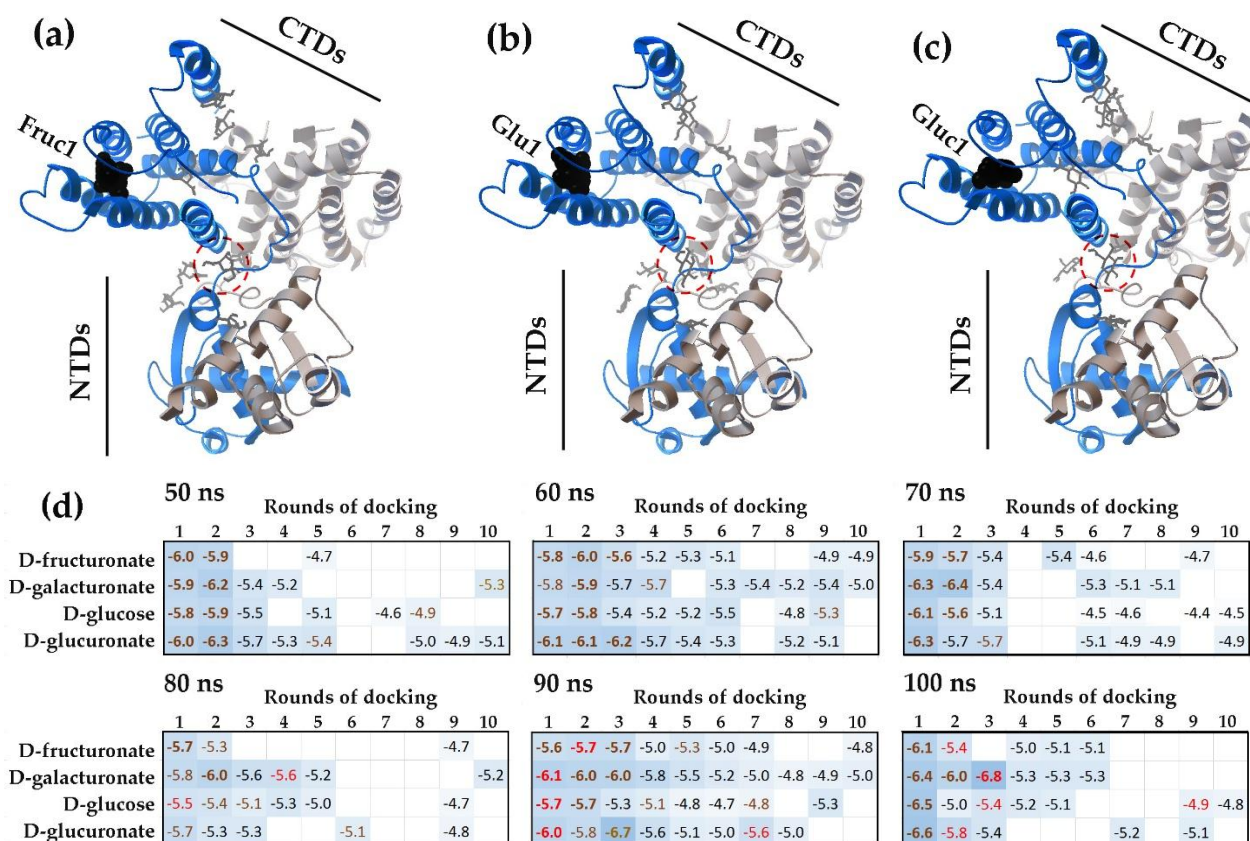 (a) CTDs (b) CTDs (c) CTDs
Fruc1 Glu1 Gluc1
NTDs NTDs NTDs
(d)
50 ns
Rounds of docking
1 2 3 4 5 6 7 8 9 10
D-fructuronate -6.0 -5.9 -4.7
D-galacturonate -5.9 -6.2 -5.4 -5.2 -5.3
D-glucose -5.8 -5.9 -5.5 -5.1 -4.6 -4.9
D-glucuronate -6.0 -6.3 -5.7 -5.3 -5.4 -5.0 -4.9 -5.1
60 ns
Rounds of docking
1 2 3 4 5 6 7 8 9 10
-5.8 -6.0 -5.6 -5.2 -5.3 -5.1 -4.9 -4.9
-5.8 -5.9 -5.7 -5.7 -5.3 -5.4 -5.2 -5.4 -5.0
-5.7 -5.8 -5.4 -5.2 -5.2 -5.5 -4.8 -5.3
-6.1 -6.1 -6.2 -5.7 -5.4 -5.3 -5.2 -5.1
70 ns
Rounds of docking
1 2 3 4 5 6 7 8 9 10
-5.9 -5.7 -5.4 -5.4 -4.6 -4.7
-6.3 -6.4 -5.4 -5.3 -5.1 -5.1
-6.1 -5.6 -5.1 -4.5 -4.6 -4.4 -4.5
-6.3 -5.7 -5.7 -5.1 -4.9 -4.9 -4.9
80 ns
Rounds of docking
1 2 3 4 5 6 7 8 9 10
D-fructuronate -5.7 -5.3 -4.7
D-galacturonate -5.8 -6.0 -5.6 -5.6 -5.2 -5.2
D-glucose -5.5 -5.4 -5.1 -5.3 -5.0 -4.7
D-glucuronate -5.7 -5.3 -5.3 -5.1 -4.8
90 ns
Rounds of docking
1 2 3 4 5 6 7 8 9 10
-5.6 -5.7 -5.7 -5.0 -5.3 -5.0 -4.9 -4.8
-6.1 -6.0 -6.0 -5.8 -5.5 -5.2 -5.0 -4.8 -4.9 -5.0
-5.7 -5.7 -5.3 -5.1 -4.8 -4.7 -4.8 -5.3
-6.0 -5.8 -6.7 -5.6 -5.1 -5.0 -5.6 -5.0
100 ns
Rounds of docking
1 2 3 4 5 6 7 8 9 10
-6.1 -5.4 -5.0 -5.1 -5.1
-6.4 -6.0 -6.8 -5.3 -5.3 -5.3
-6.5 -5.0 -5.4 -5.2 -5.1 -4.9 -4.8
-6.6 -5.8 -5.4 -5.2 -5.1